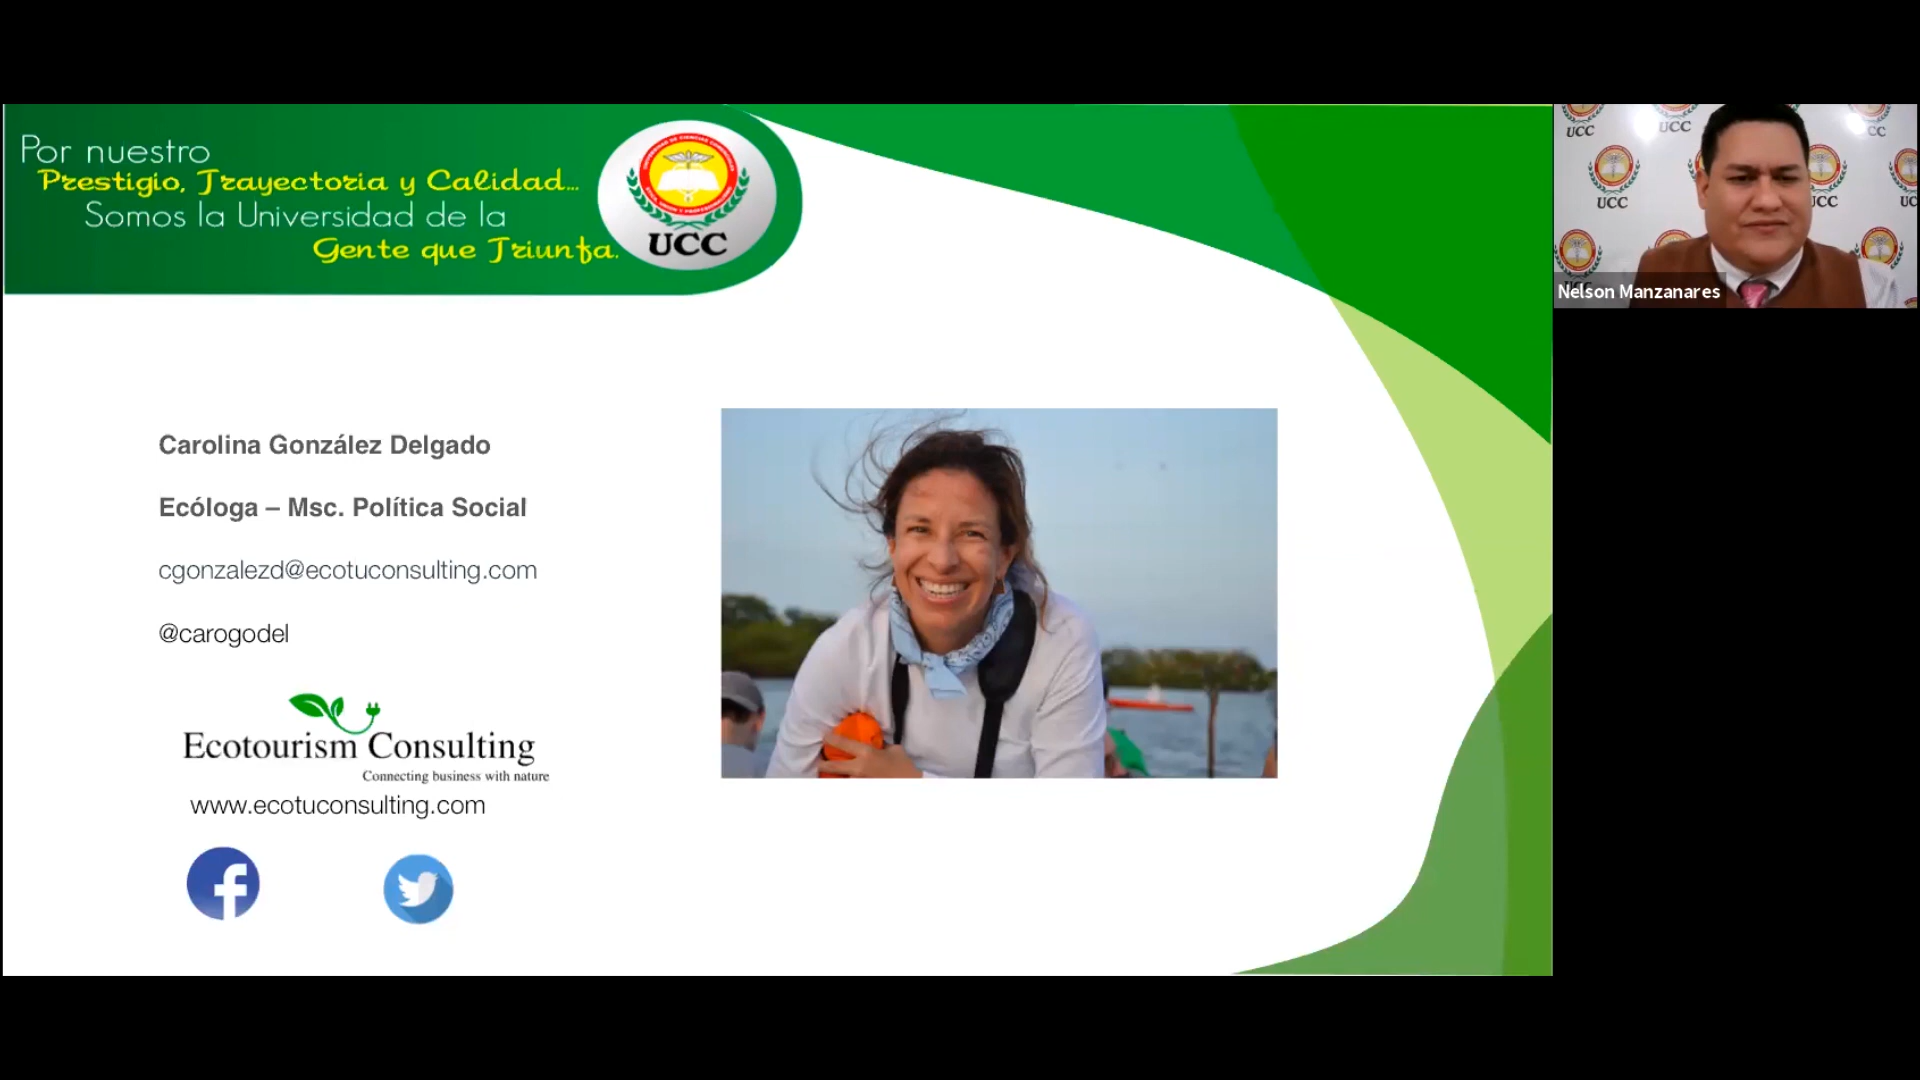 Por nuestro
Prestigio, Trayectoria y Calidad...
Somos la Universidad de la
Gente que Triunfa.
UCC
Carolina González Delgado
Ecóloga – Msc. Política Social
cgonzalezd@ecotuconsulting.com
@carogodel
Ecotourism Consulting
Connecting business with nature
www.ecotuconsulting.com
UCC
UCC
UCC
UCC
Nelson Manzanares